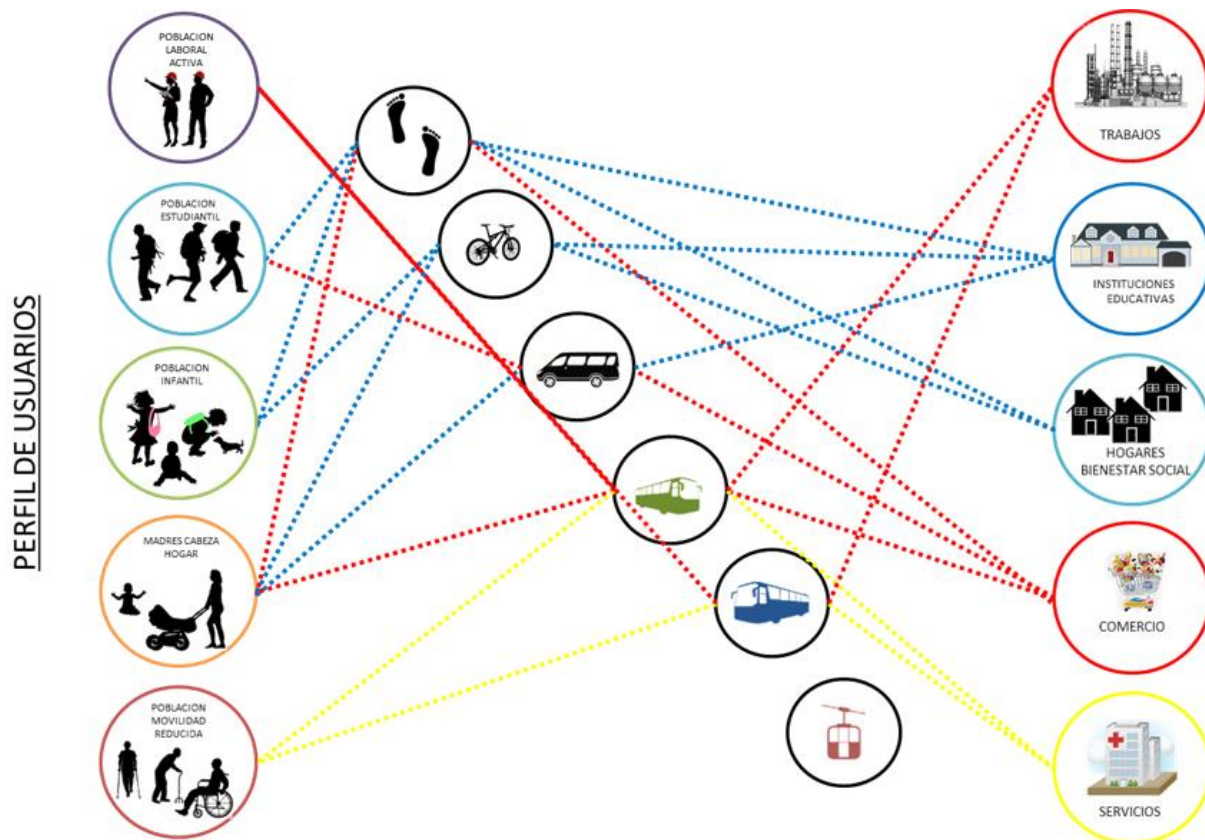 PERFIL DE USUARIOS
POBLACION
LABORAL
ACTIVA
POBLACION
ESTUDIANTIL
POBLACION
INFANTIL
MADRES CABEZA
HOGAR
POBLACION
MOVILIDAD
REDUCIDA
TRABAJOS
INSTITUCIONES
EDUCATIVAS
HOGARES
BIENESTAR SOCIAL
COMERCIO
SERVICIOS